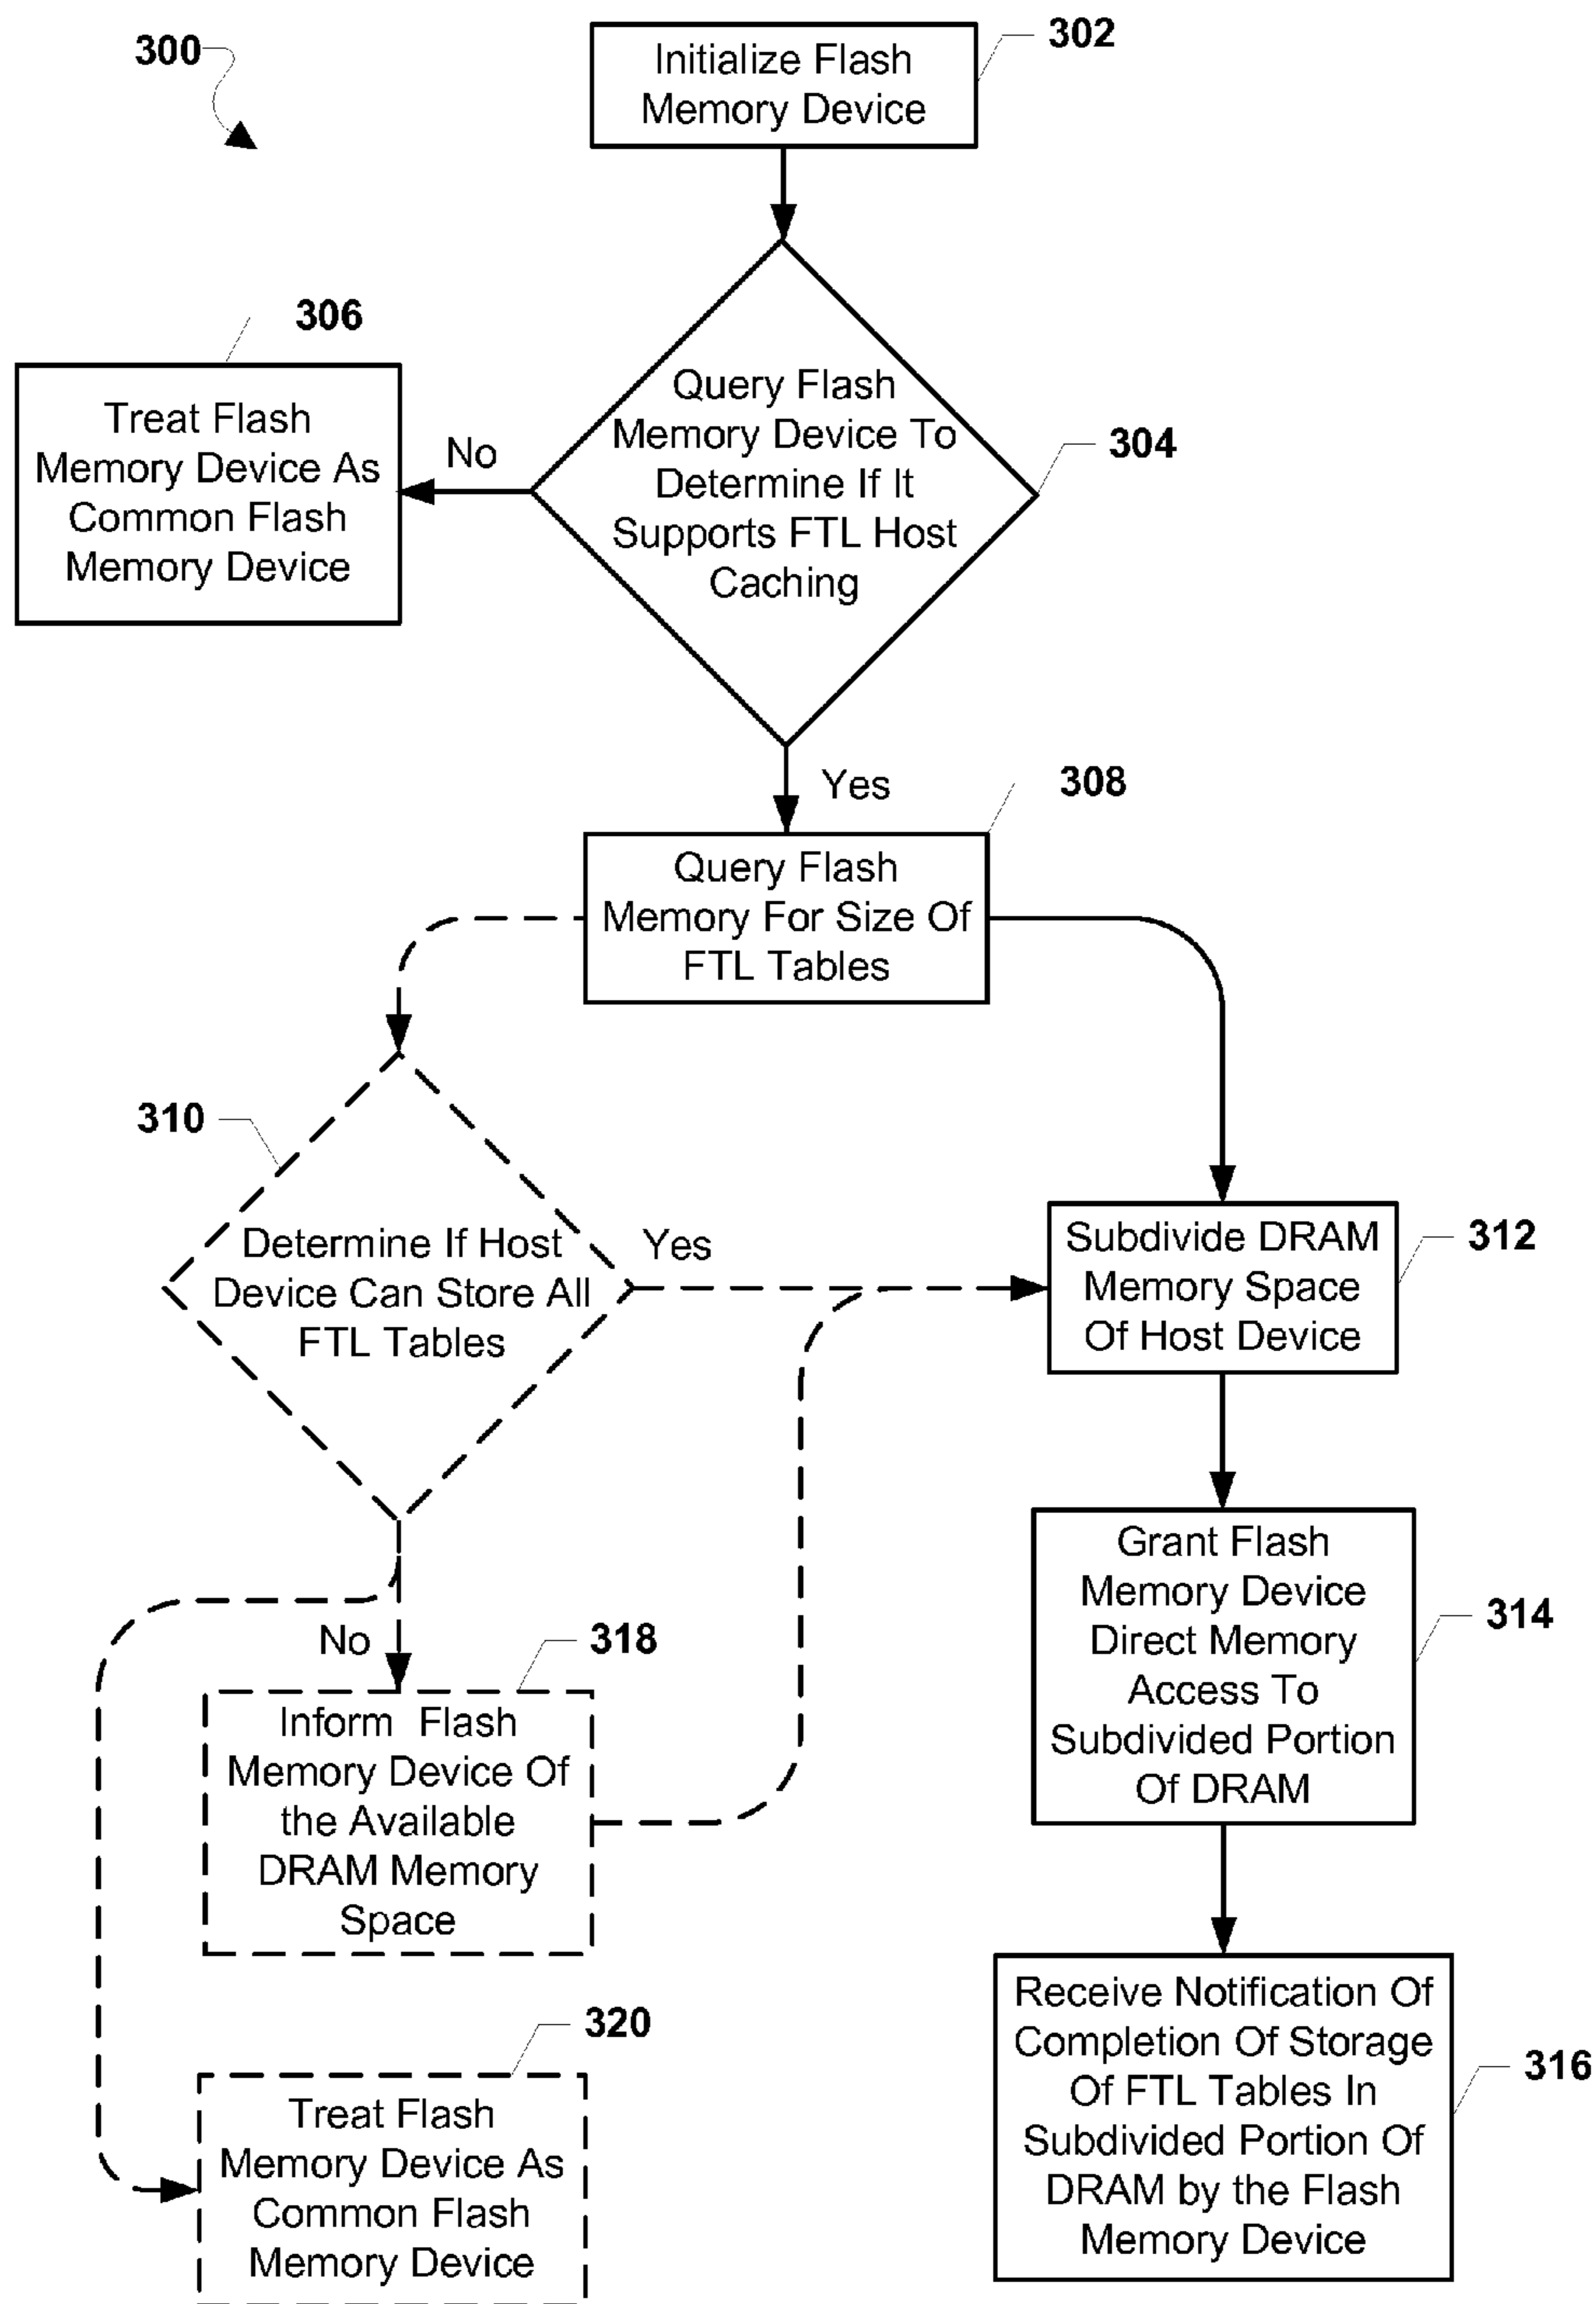 300
302
Initialize Flash
Memory Device
306
Query Flash
Memory Device To
Determine If It
Supports FTL Host
Caching
304
Treat Flash
Memory Device As
Common Flash
Memory Device
No
Yes
308
Query Flash
Memory For Size Of
FTL Tables
310
Determine If Host
Device Can Store All
FTL Tables
Yes
Subdivide DRAM
Memory Space
Of Host Device
312
Grant Flash
Memory Device
Direct Memory
Access To
Subdivided Portion
Of DRAM
314
No
318
Inform Flash
Memory Device Of
the Available
DRAM Memory
Space
Receive Notification Of
Completion Of Storage
Of FTL Tables In
Subdivided Portion Of
DRAM by the Flash
Memory Device
316
320
Treat Flash
Memory Device As
Common Flash
Memory Device